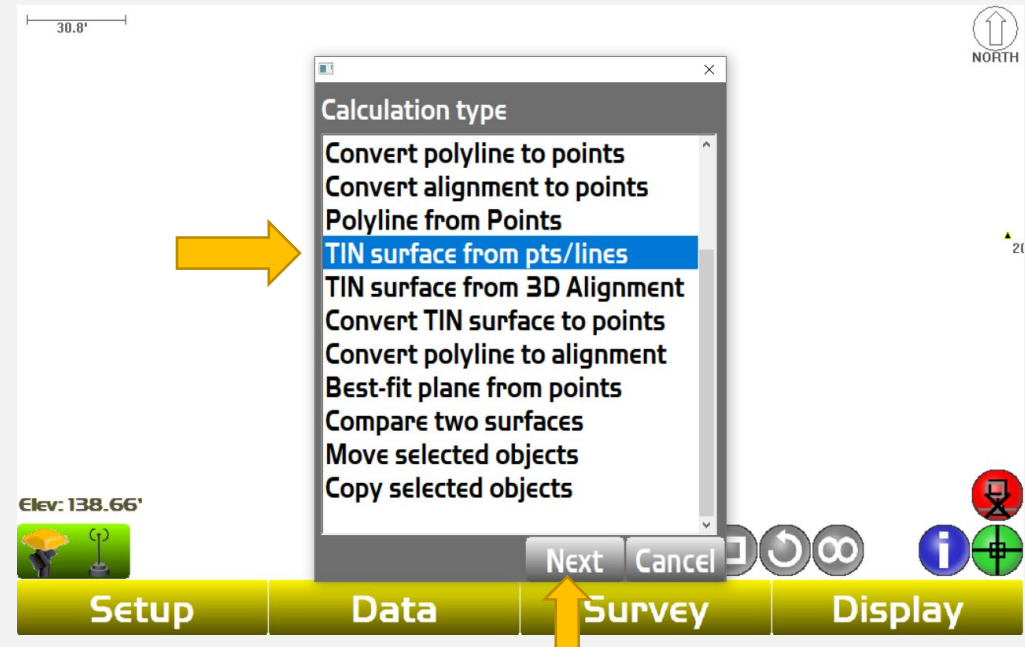 30.8'
NORTH
Calculation type
Convert polyline to points
Convert alignment to points
Polyline from Points
TIN surface from pts/lines
TIN surface from 3D Alignment
Convert TIN surface to points
Convert polyline to alignment
Best-fit plane from points
Compare two surfaces
Move selected objects
Copy selected objects
Elev: 138.66'
Next Cancel
Setup Data Survey Display